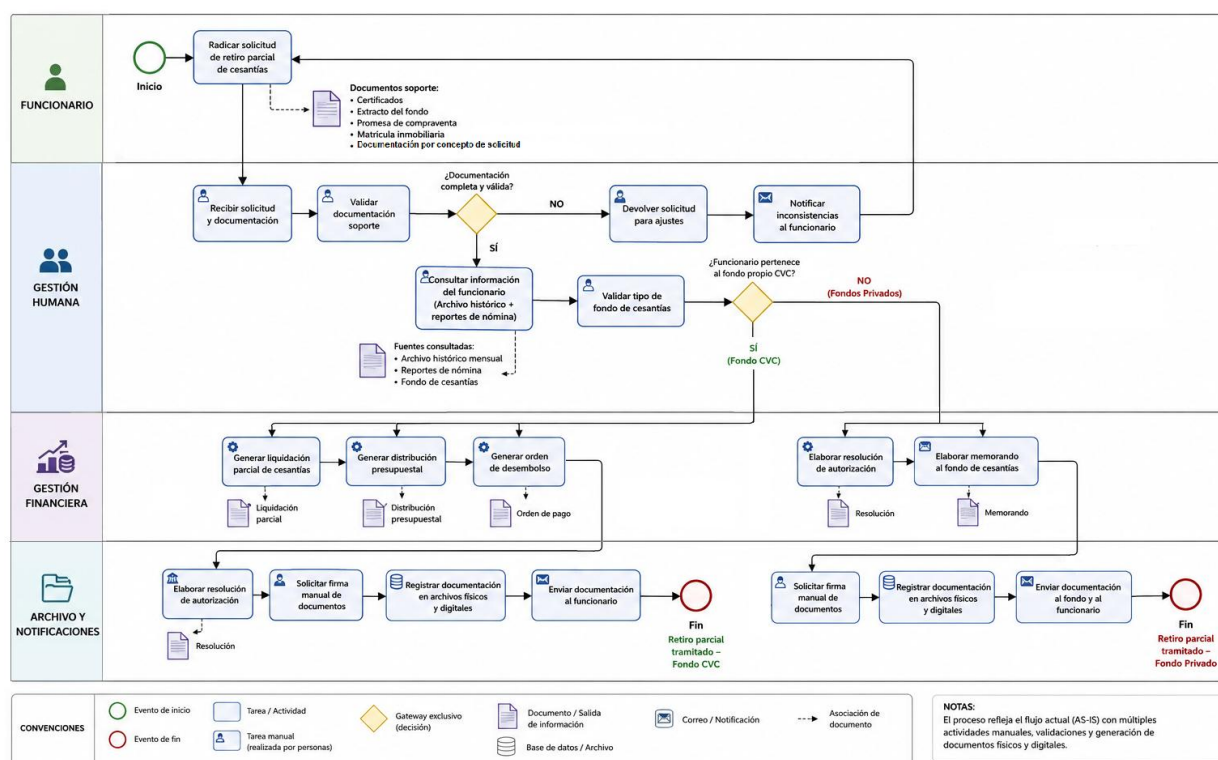 FUNCIONARIO
Inicio
Radicar solicitud
de retiro parcial
de cesantías
Documentos soporte:
• Certificados
• Extracto del fondo
• Promesa de compraventa
• Matrícula inmobiliaria
• Documentación por concepto de solicitud
GESTIÓN
HUMANA
Recibir solicitud
y documentación
Validar
documentación
soporte
¿Documentación
completa y válida?
NO
SÍ
Devolver solicitud
para ajustes
Notificar
inconsistencias
al funcionario
Consultar información
del funcionario
(Archivo histórico +
reportes de nómina)
Fuentes consultadas:
• Archivo histórico mensual
• Reportes de nómina
• Fondo de cesantías
Validar tipo de
fondo de cesantías
¿Funcionario pertenece
al fondo propio CVC?
NO
(Fondos Privados)
SÍ
(Fondo CVC)
GESTIÓN
FINANCIERA
Generar liquidación
parcial de cesantías
Liquidación
parcial
Generar distribución
presupuestal
Distribución
presupuestal
Generar orden
de desembolso
Orden de pago
Elaborar resolución
de autorización
Resolución
Elaborar memorando
al fondo de cesantías
Memorando
ARCHIVO Y
NOTIFICACIONES
Elaborar resolución
de autorización
Resolución
Solicitar firma
manual de
documentos
Registrar documentación
en archivos físicos
y digitales
Enviar documentación
al funcionario
Fin
Retiro parcial
tramitado –
Fondo CVC
Solicitar firma
manual de
documentos
Registrar documentación
en archivos físicos
y digitales
Enviar documentación
al fondo y al
funcionario
Fin
Retiro parcial
tramitado –
Fondo Privado
CONVENCIONES
Evento de inicio
Evento de fin
Tarea / Actividad
Tarea manual
(realizada por personas)
Gateway exclusivo
(decisión)
Documento / Salida
de información
Base de datos / Archivo
Correo / Notificación
Asociación de
documento
NOTAS:
El proceso refleja el flujo actual (AS-IS) con múltiples
actividades manuales, validaciones y generación de
documentos físicos y digitales.